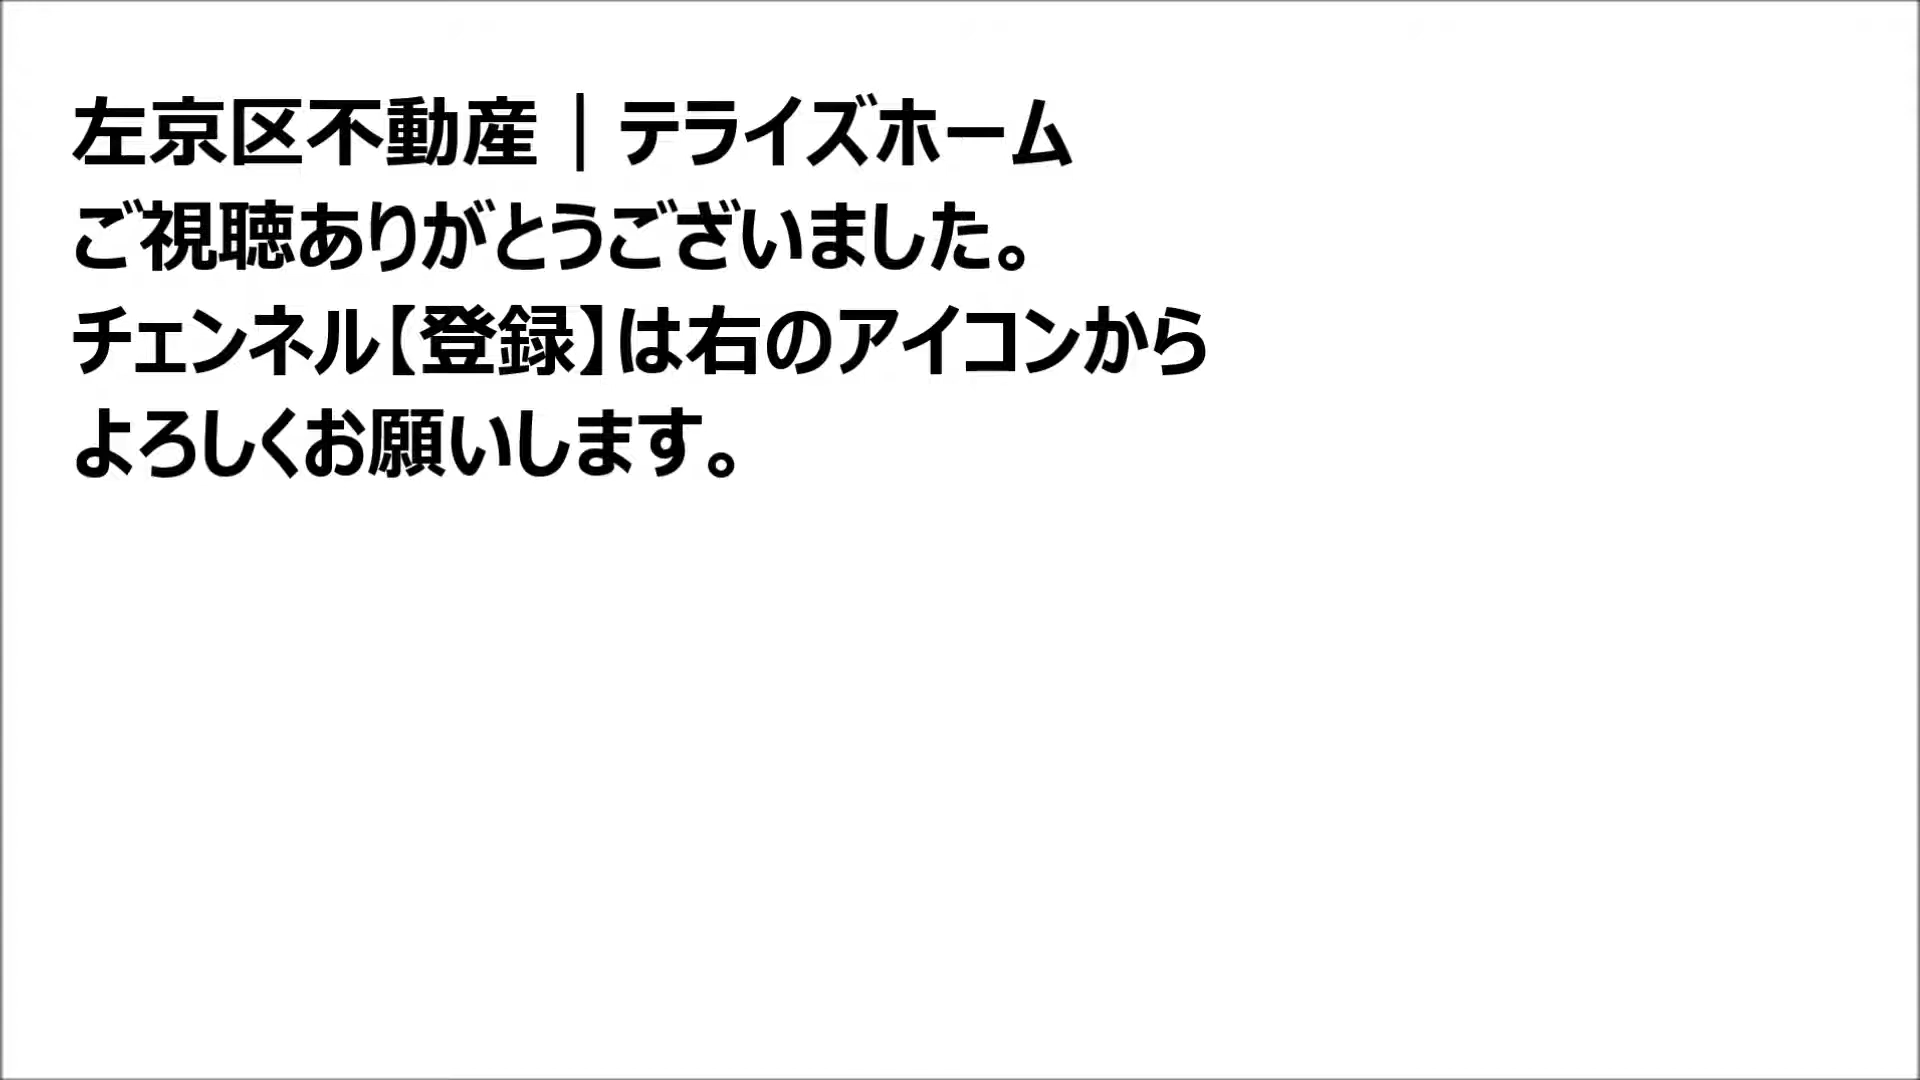 左京区不動産｜テライズホーム
ご視聴ありがとうございました。
チェンネル【登録】は右のアイコンから
よろしくお願いします。